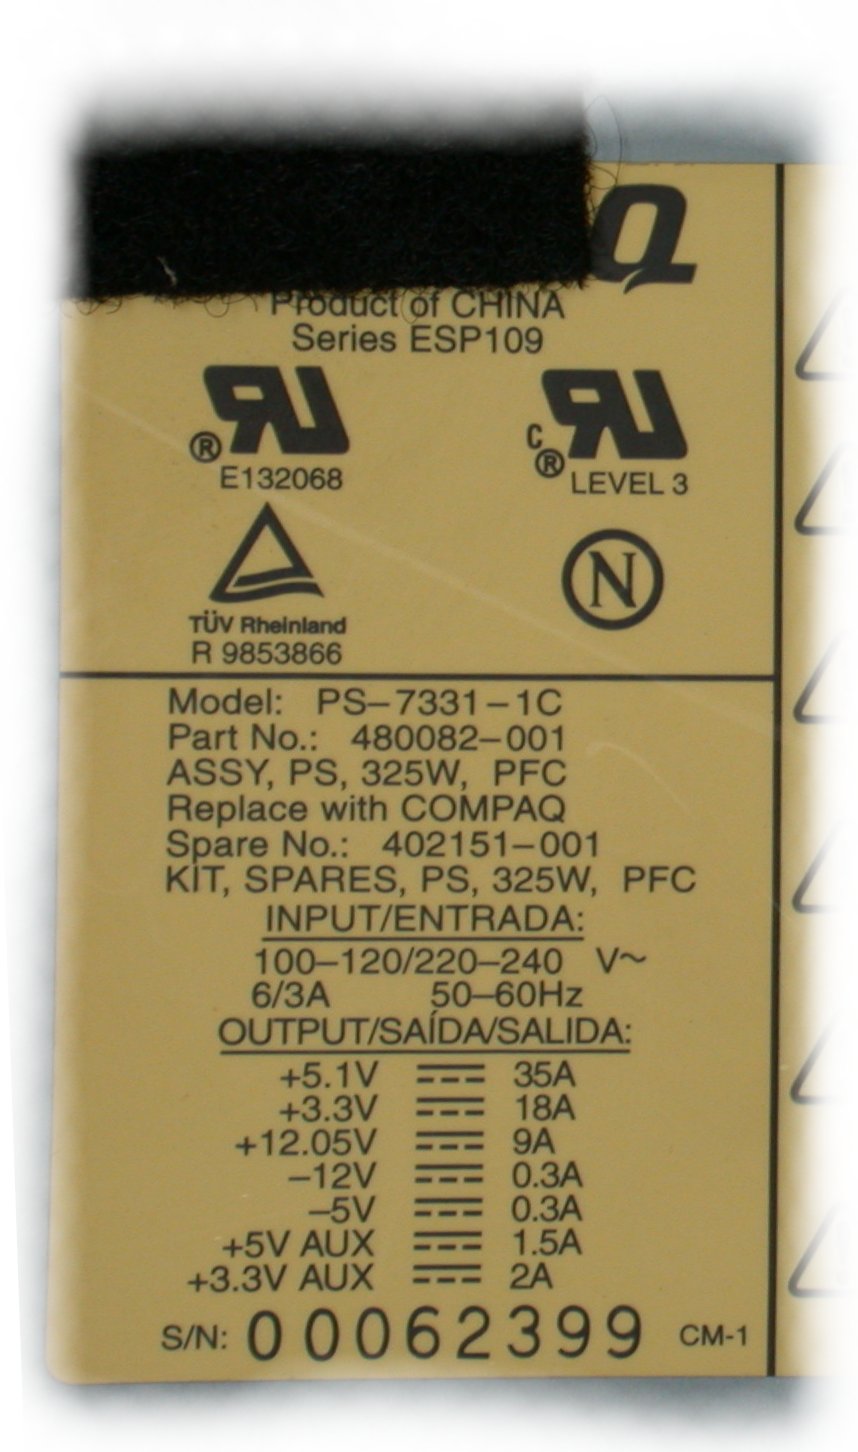 Q
Product of CHINA
Series ESP109
®
E132068
C
®
LEVEL 3
N
TÜV Rheinland
R 9853866
Model: PS–7331–1C
Part No.: 480082–001
ASSY, PS, 325W, PFC
Replace with COMPAQ
Spare No.: 402151–001
KIT, SPARES, PS, 325W, PFC
INPUT/ENTRADA:
100–120/220–240 V~
6/3A 50–60Hz
OUTPUT/SAÍDA/SALIDA:
+5.1V 35A
+3.3V 18A
+12.05V 9A
–12V 0.3A
–5V 0.3A
+5V AUX 1.5A
+3.3V AUX 2A
S/N: 00062399 CM-1